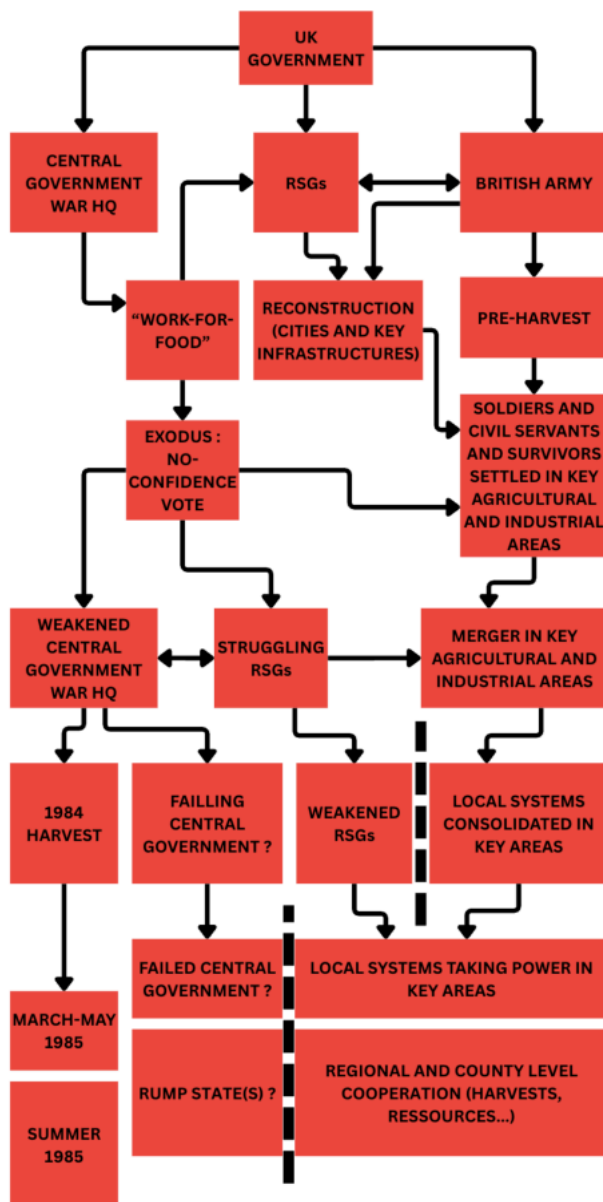 UK
GOVERNMENT
CENTRAL
GOVERNMENT
WAR HQ
RSGs
BRITISH ARMY
“WORK-FOR-
FOOD”
RECONSTRUCTION
(CITIES AND KEY
INFRASTRUCTURES)
PRE-HARVEST
EXODUS :
NO-
CONFIDENCE
VOTE
SOLDIERS AND
CIVIL SERVANTS
AND SURVIVORS
SETTLED IN KEY
AGRICULTURAL
AND INDUSTRIAL
AREAS
WEAKENED
CENTRAL
GOVERNMENT
WAR HQ
STRUGGLING
RSGs
MERGER IN KEY
AGRICULTURAL AND
INDUSTRIAL AREAS
1984
HARVEST
FAILLING
CENTRAL
GOVERNMENT ?
WEAKENED
RSGs
LOCAL SYSTEMS
CONSOLIDATED IN
KEY AREAS
MARCH-MAY
1985
FAILED CENTRAL
GOVERNMENT ?
LOCAL SYSTEMS TAKING POWER IN
KEY AREAS
SUMMER
1985
RUMP STATE(S) ?
REGIONAL AND COUNTY LEVEL
COOPERATION (HARVESTS,
RESSOURCES...)